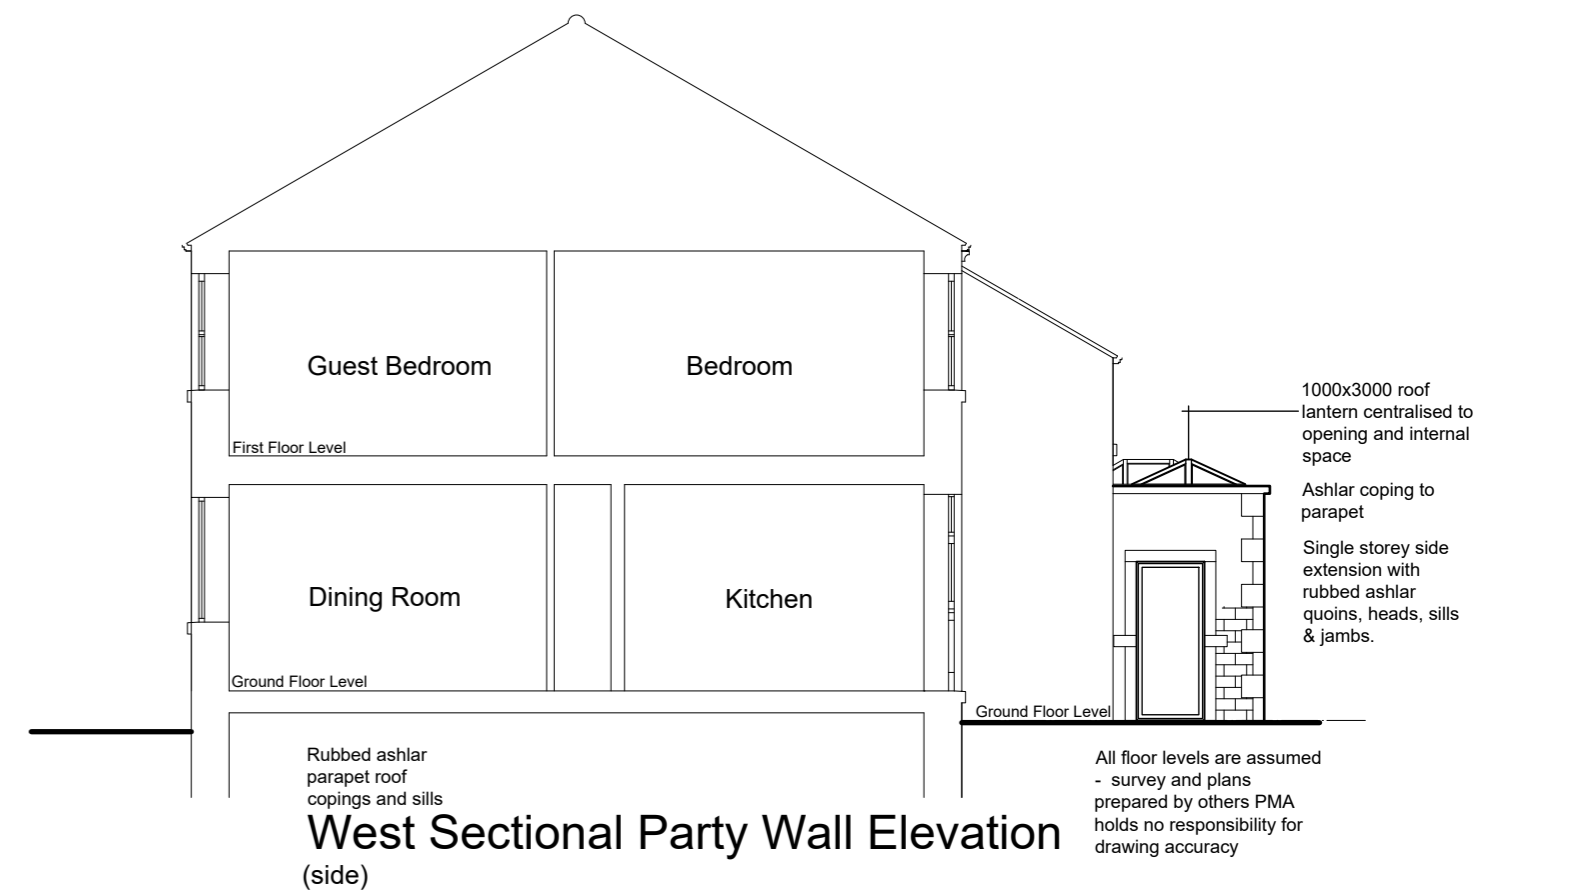 Guest Bedroom
Bedroom
First Floor Level
Dining Room
Kitchen
Ground Floor Level
Ground Floor Level
1000x3000 roof
lantern centralised to
opening and internal
space
Ashlar coping to
parapet
Single storey side
extension with
rubbed ashlar
quoins, heads, sills
& jambs.
Rubbed ashlar
parapet roof
copings and sills
All floor levels are assumed
- survey and plans
prepared by others PMA
holds no responsibility for
drawing accuracy
West Sectional Party Wall Elevation
(side)